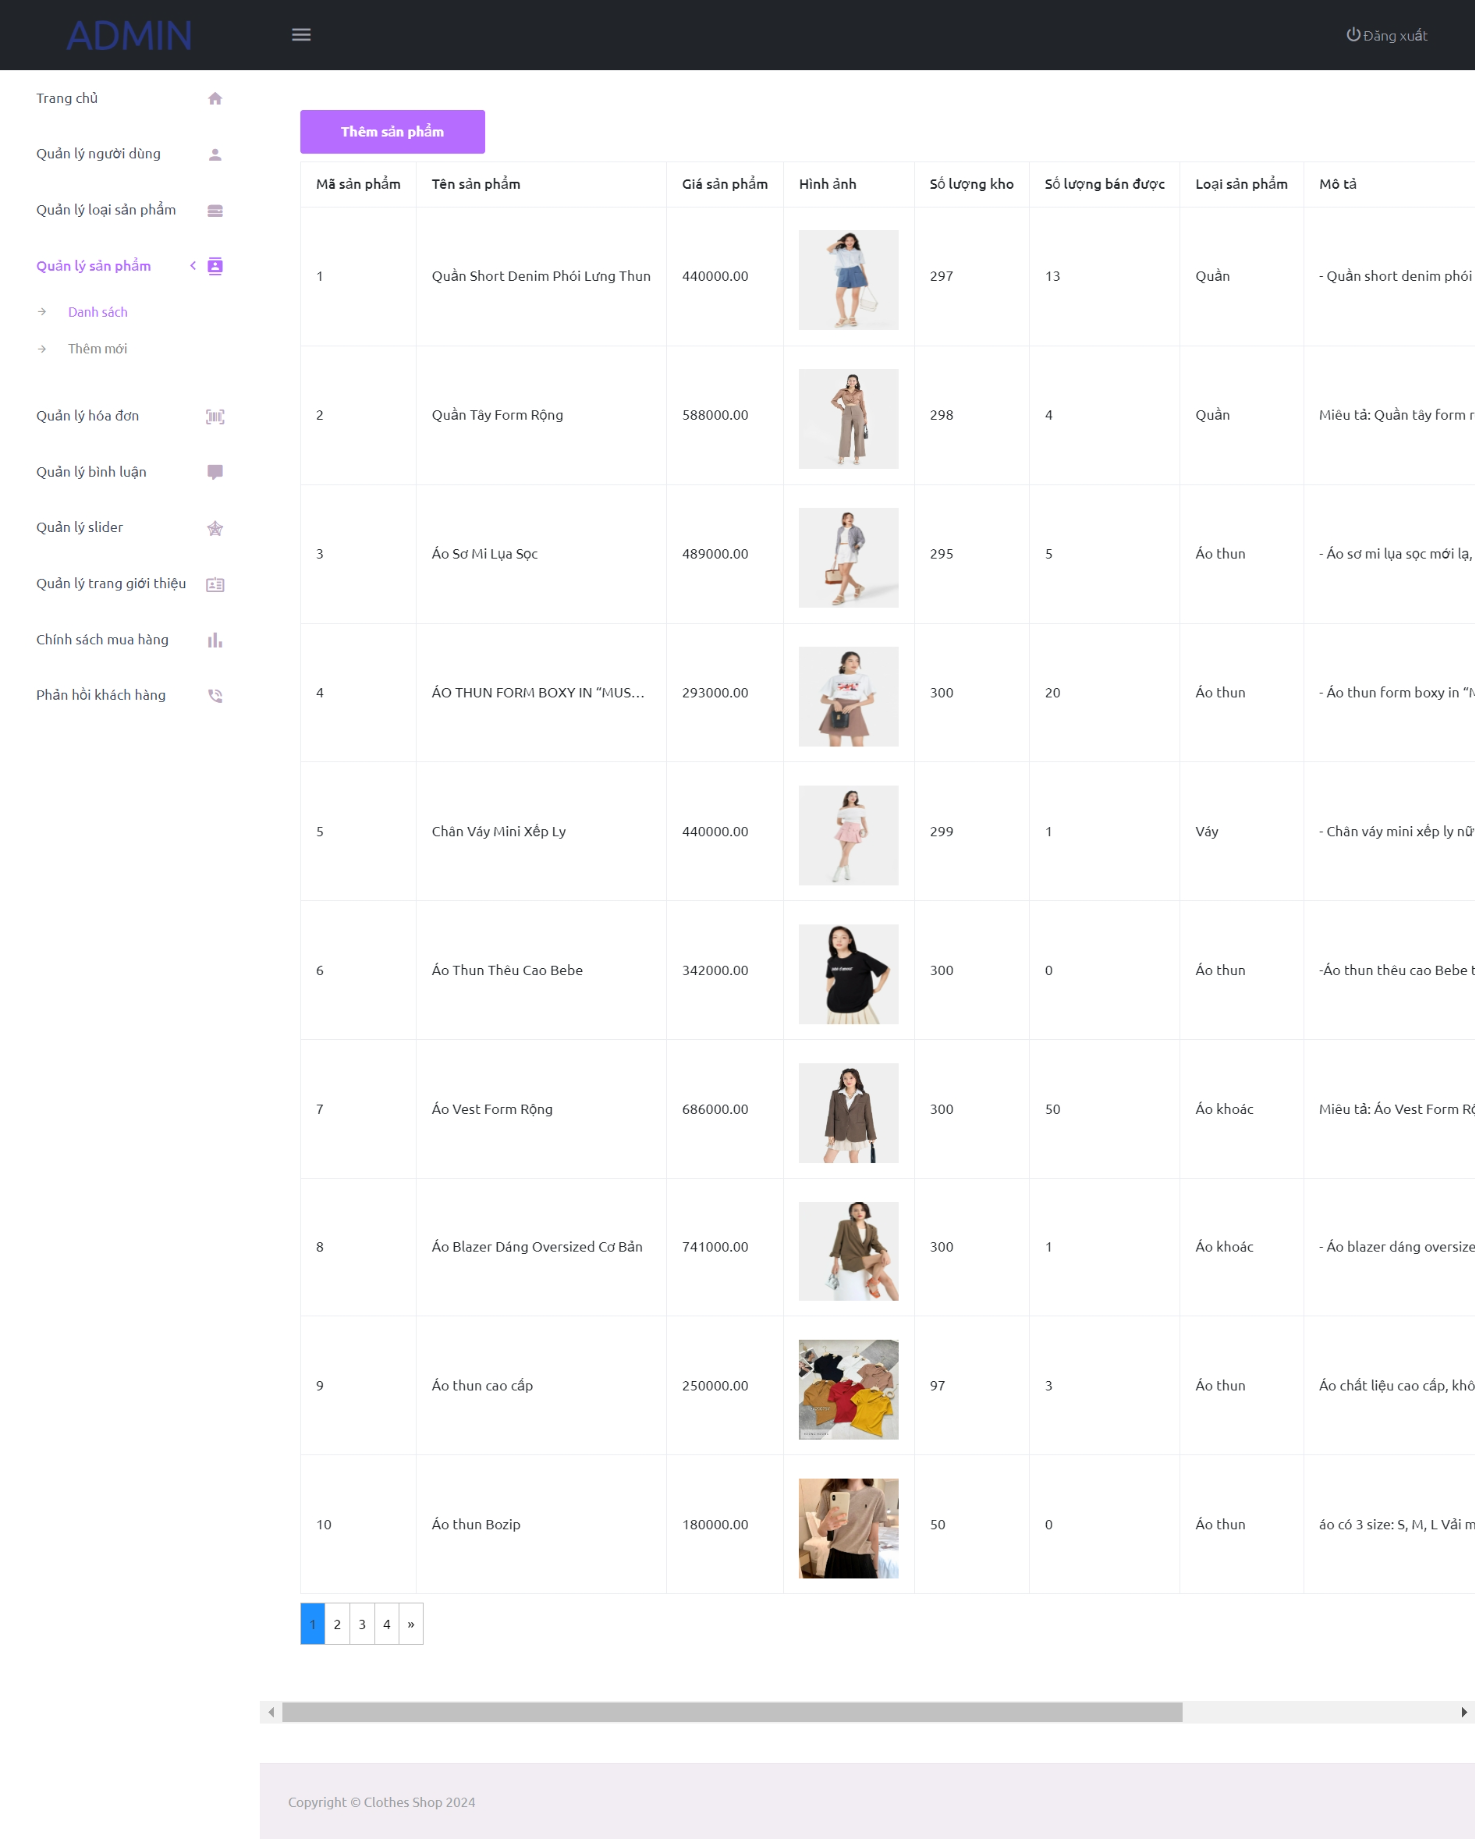 ADMIN
Đăng xuất
Trang chủ
Quản lý người dùng
Quản lý loại sản phẩm
Quản lý sản phẩm
Danh sách
Thêm mới
Quản lý hóa đơn
Quản lý bình luận
Quản lý slider
Quản lý trang giới thiệu
Chính sách mua hàng
Phản hồi khách hàng
Thêm sản phẩm
Mã sản phẩm Tên sản phẩm Giá sản phẩm Hình ảnh Số lượng kho Số lượng bán được Loại sản phẩm Mô tả
1 Quần Short Denim Phói Lưng Thun 440000.00 297 13 Quần - Quần short denim phói
2 Quần Tây Form Rộng 588000.00 298 4 Quần Miêu tả: Quần tây form r
3 Áo Sơ Mi Lụa Sọc 489000.00 295 5 Áo thun - Áo sơ mi lụa sọc mới lạ,
4 ÁO THUN FORM BOXY IN “MUS… 293000.00 300 20 Áo thun - Áo thun form boxy in “M
5 Chân Váy Mini Xếp Ly 440000.00 299 1 Váy - Chân váy mini xếp ly nữ
6 Áo Thun Thêu Cao Bebe 342000.00 300 0 Áo thun -Áo thun thêu cao Bebe t
7 Áo Vest Form Rộng 686000.00 300 50 Áo khoác Miêu tả: Áo Vest Form Rộ
8 Áo Blazer Dáng Oversized Cơ Bản 741000.00 300 1 Áo khoác - Áo blazer dáng oversize
9 Áo thun cao cấp 250000.00 97 3 Áo thun Áo chất liệu cao cấp, khô
10 Áo thun Bozip 180000.00 50 0 Áo thun áo có 3 size: S, M, L Vải m
1 2 3 4 »
Copyright © Clothes Shop 2024